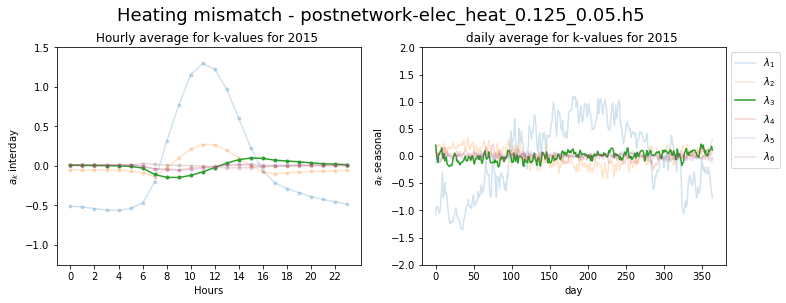 Heating mismatch - postnetwork-elec_heat_0.125_0.05.h5
Hourly average for k-values for 2015
1.5
1.0
0.5
0.0
−0.5
−1.0
a_k interday
0 2 4 6 8 10 12 14 16 18 20 22
Hours
daily average for k-values for 2015
2.0
1.5
1.0
0.5
0.0
−0.5
−1.0
−1.5
−2.0
a_k seasonal
0 50 100 150 200 250 300 350
day
λ₁
λ₂
λ₃
λ₄
λ₅
λ₆